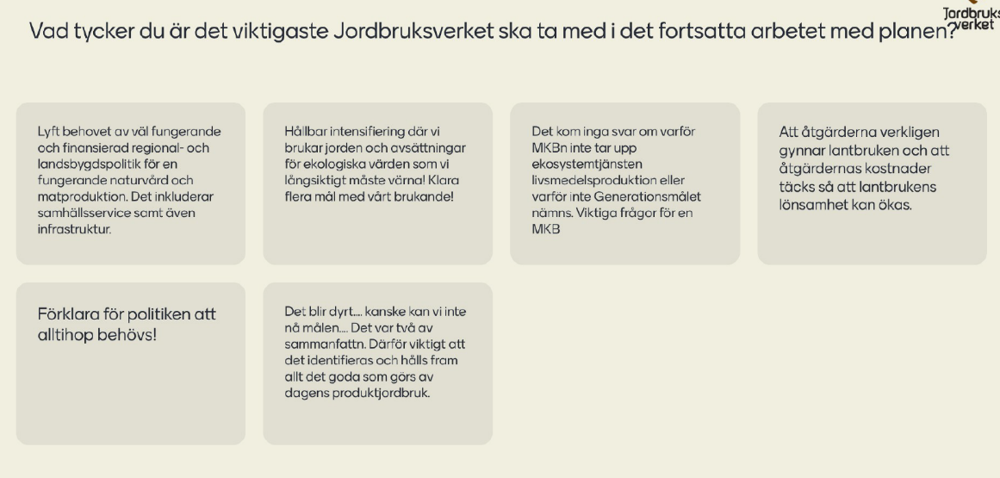 Jordbruks
verket
Vad tycker du är det viktigaste Jordbruksverket ska ta med i det fortsatta arbetet med planen?
Lyft behovet av väl fungerande
och finansierad regional- och
landsbygdspolitik för en
fungerande naturvård och
matproduktion. Det inkluderar
samhällsservice samt även
infrastruktur.
Hållbar intensifiering där vi
brukar jorden och avsättningar
för ekologiska värden som vi
långsiktigt måste värna! Klara
flera mål med vårt brukande!
Det kom inga svar om varför
MKBn inte tar upp
ekosystemtjänsten
livsmedelsproduktion eller
varför inte Generationsmålet
nämns. Viktiga frågor för en
MKB
Att åtgärderna verkligen
gynnar lantbruken och att
åtgärdernas kostnader
täcks så att lantbrukens
lönsamhet kan ökas.
Förklara för politiken att
alltihop behövs!
Det blir dyrt.... kanske kan vi inte
nå målen.... Det var två av
sammanfattn. Därför viktigt att
det identifieras och hålls fram
allt det goda som görs av
dagens produktjordbruk.